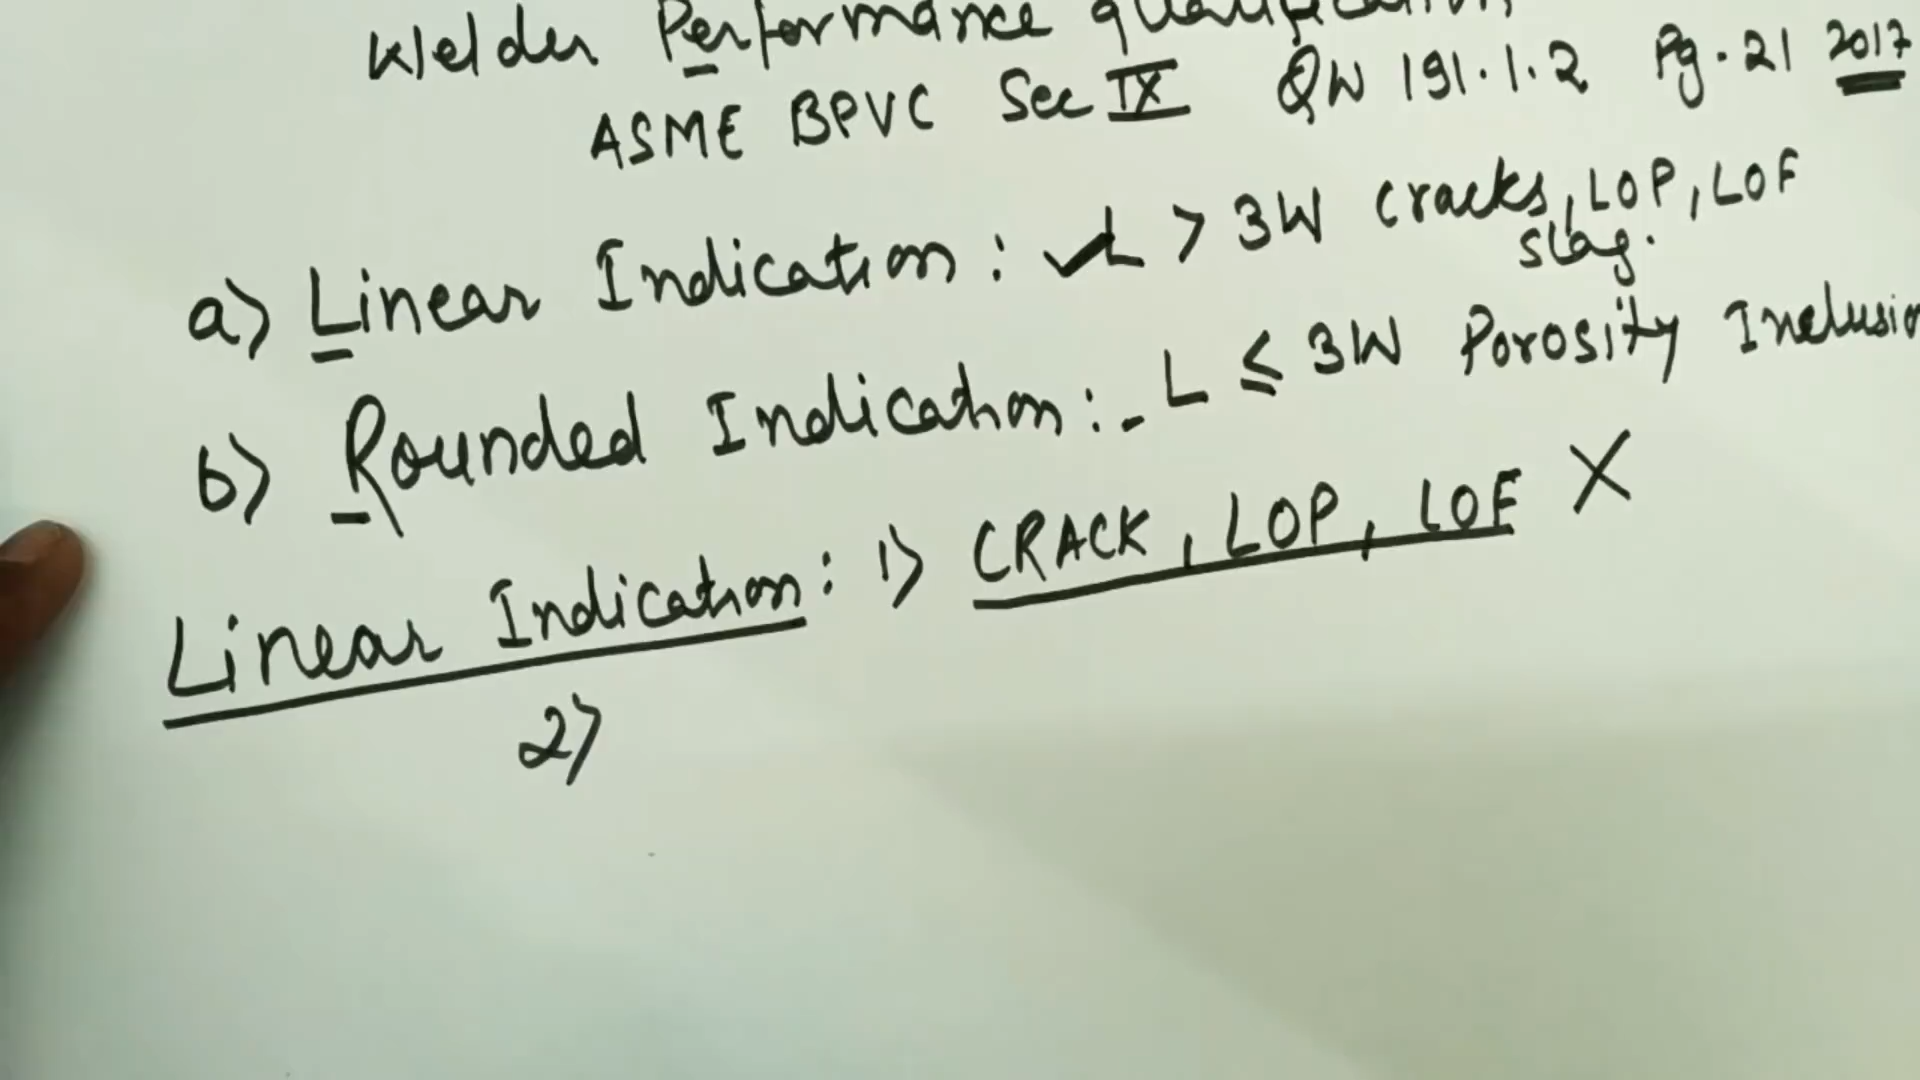 Welder Performance qualification
ASME BPVC Sec IX QW 191.1.2 Pg. 21 2017
a) Linear Indication : L > 3W cracks, LOP, LOF
slag.
b) Rounded Indication :- L ≤ 3W Porosity Inclusio
Linear Indication : 1) CRACK, LOP, LOF X
2)